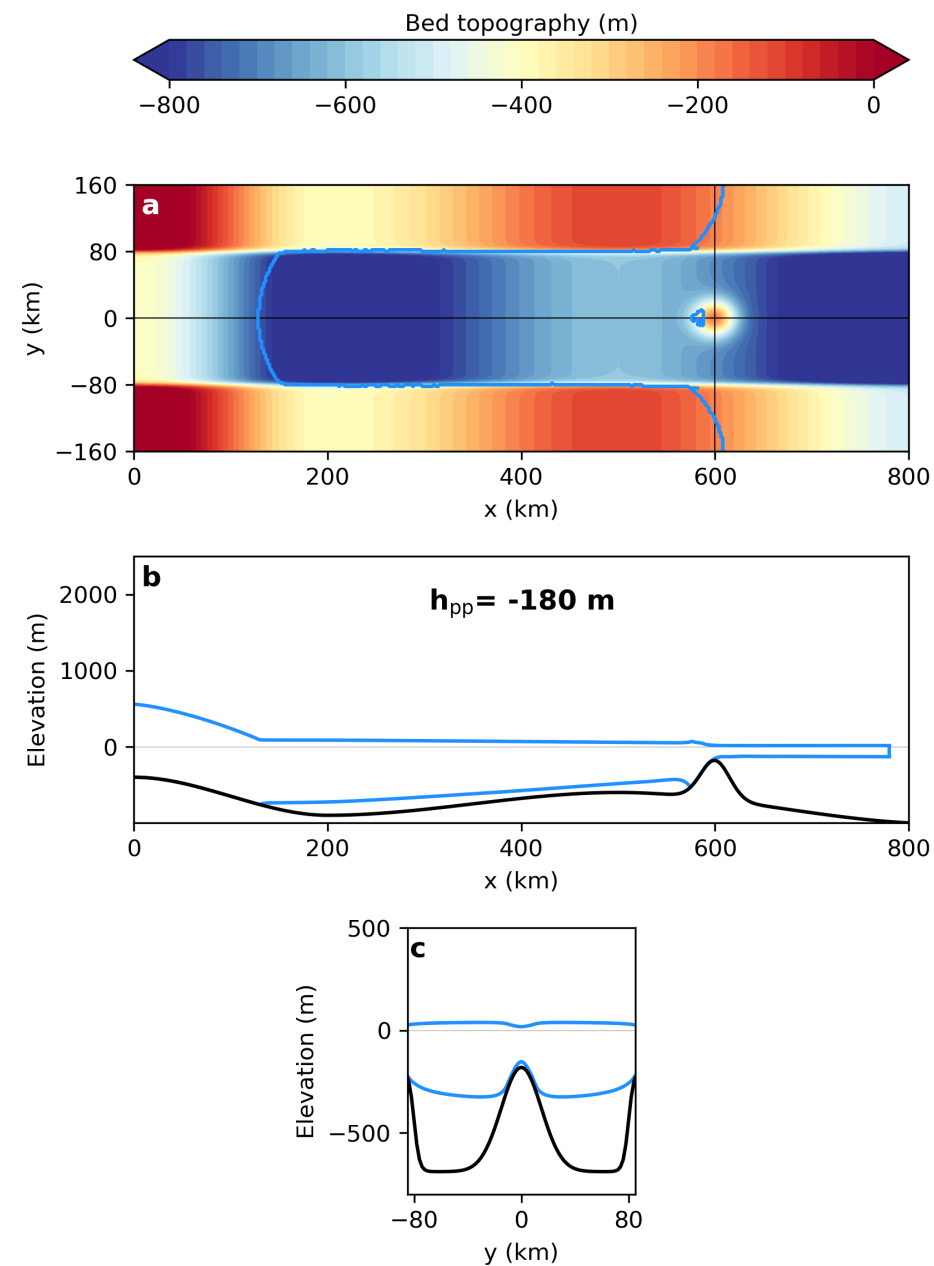 Bed topography (m)
−800 −600 −400 −200 0
a
160
80
0
−80
−160
y (km)
0 200 400 600 800
x (km)
b
hpp= -180 m
2000
1000
0
Elevation (m)
0 200 400 600 800
x (km)
c
500
0
−500
Elevation (m)
−80 0 80
y (km)